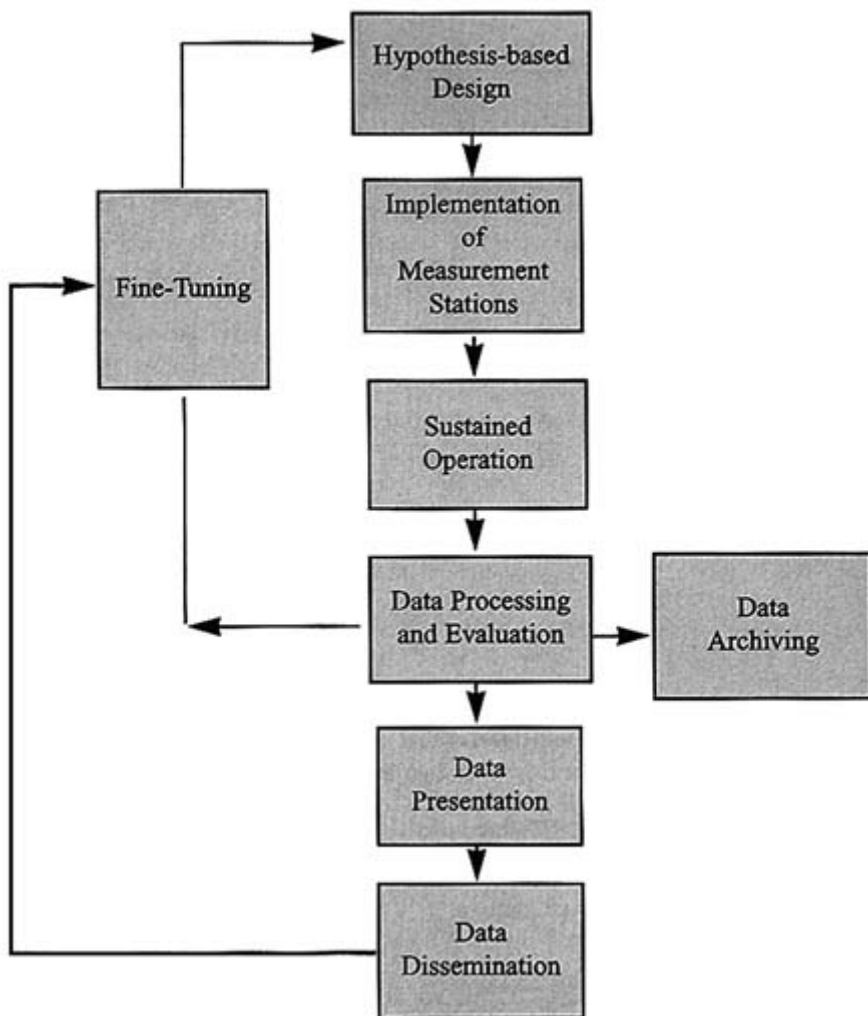 Hypothesis-based
Design
Implementation
of
Measurement
Stations
Fine-Tuning
Sustained
Operation
Data Processing
and Evaluation
Data
Archiving
Data
Presentation
Data
Dissemination